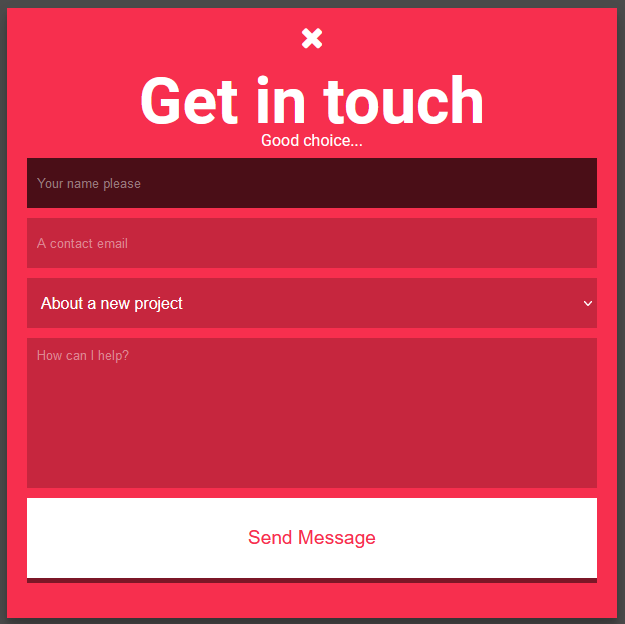 Get in touch
Good choice...
Your name please
A contact email
About a new project
How can I help?
Send Message